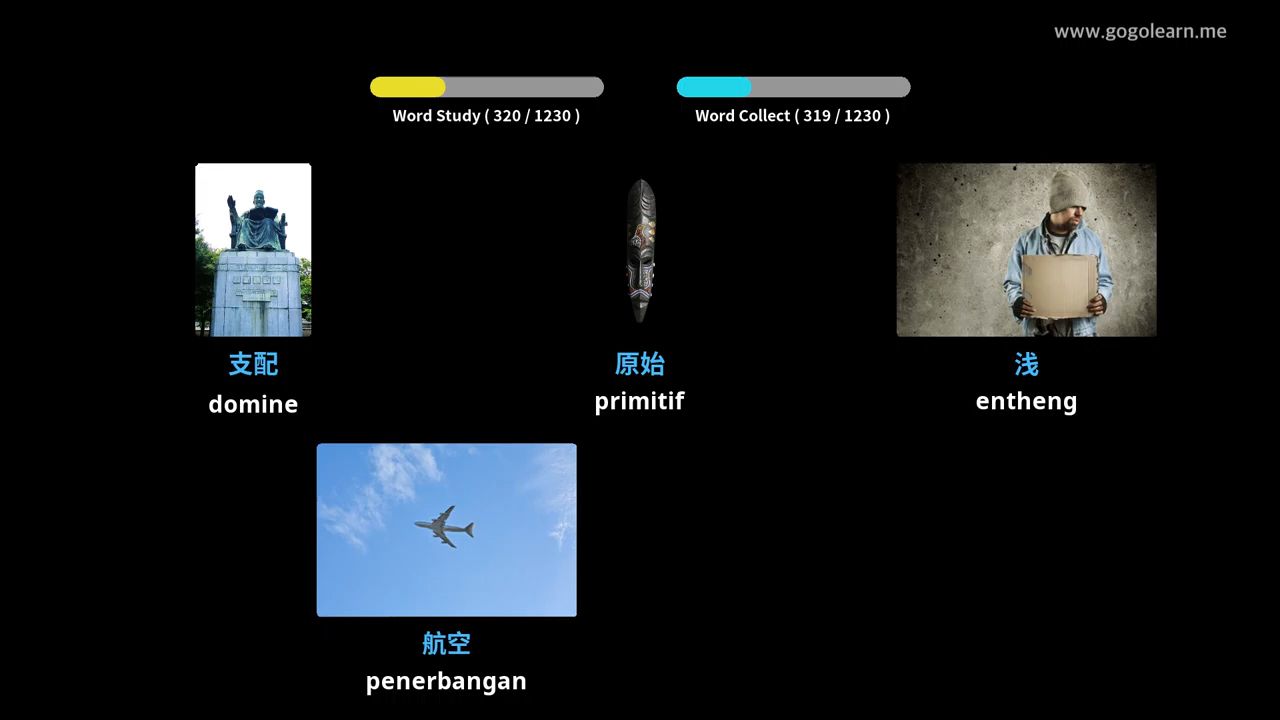 www.gogolearn.me
Word Study ( 320 / 1230 )
Word Collect ( 319 / 1230 )
支配
domine
原始
primitif
浅
entheng
航空
penerbangan